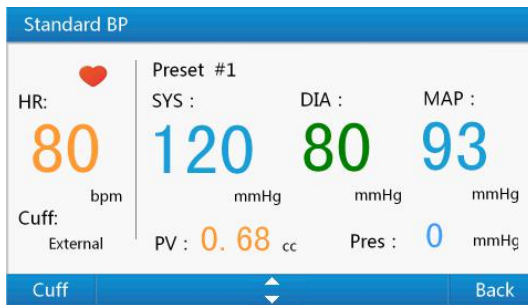 Standard BP
HR:
80
bpm
Cuff:
External
Preset #1
SYS : DIA : MAP :
120 80 93
mmHg mmHg mmHg
PV : 0. 68 cc Pres : 0 mmHg
Cuff Back